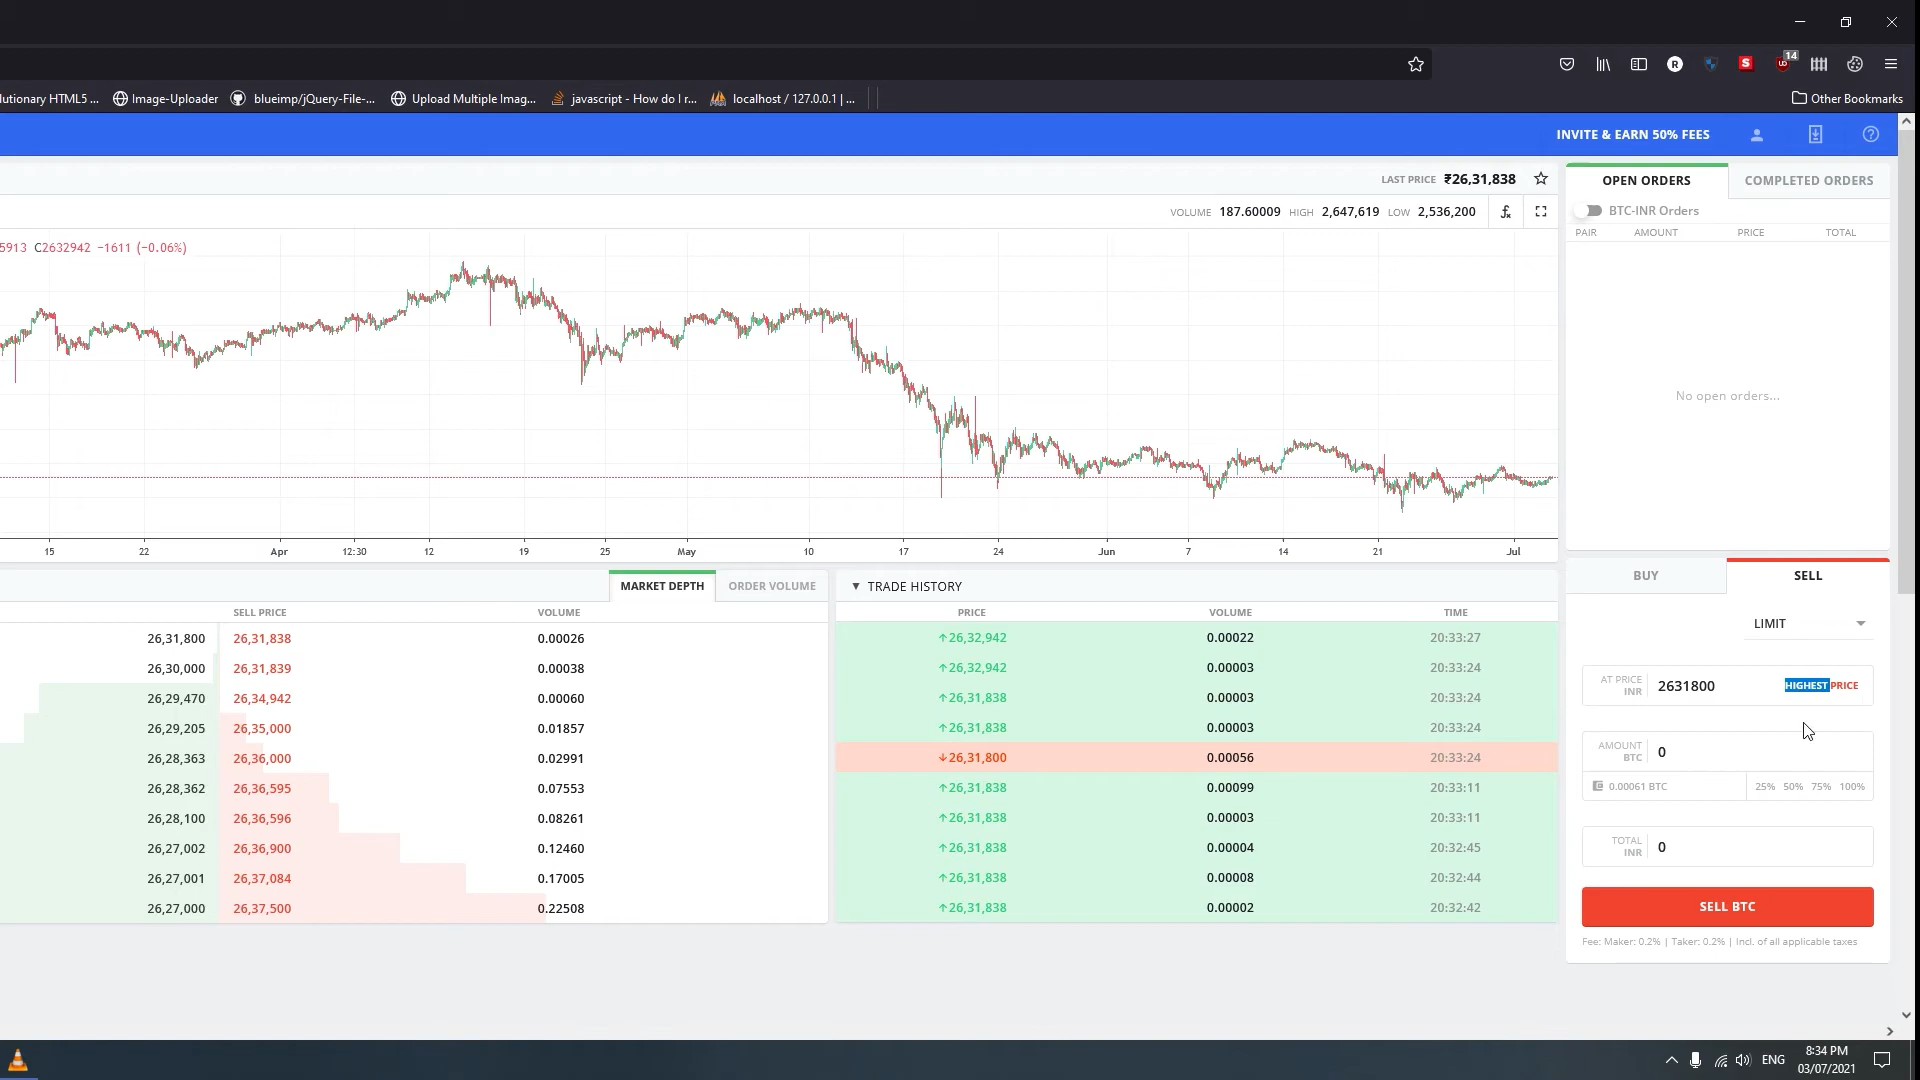 14
lutionary HTML5 ... Image-Uploader blueimp/jQuery-File-... Upload Multiple Imag... javascript - How do I r... localhost / 127.0.0.1 | ... Other Bookmarks
INVITE & EARN 50% FEES
LAST PRICE ₹26,31,838
VOLUME 187.60009 HIGH 2,647,619 LOW 2,536,200
5913 C2632942 -1611 (-0.06%)
15 22 Apr 12:30 12 19 25 May 10 17 24 Jun 7 14 21 Jul
OPEN ORDERS COMPLETED ORDERS
BTC-INR Orders
PAIR AMOUNT PRICE TOTAL
No open orders...
MARKET DEPTH ORDER VOLUME
SELL PRICE VOLUME
26,31,800 26,31,838 0.00026
26,30,000 26,31,839 0.00038
26,29,470 26,34,942 0.00060
26,29,205 26,35,000 0.01857
26,28,363 26,36,000 0.02991
26,28,362 26,36,595 0.07553
26,28,100 26,36,596 0.08261
26,27,002 26,36,900 0.12460
26,27,001 26,37,084 0.17005
26,27,000 26,37,500 0.22508
▼ TRADE HISTORY
PRICE VOLUME TIME
↑26,32,942 0.00022 20:33:27
↑26,32,942 0.00003 20:33:24
↑26,31,838 0.00003 20:33:24
↑26,31,838 0.00003 20:33:24
↓26,31,800 0.00056 20:33:24
↑26,31,838 0.00099 20:33:11
↑26,31,838 0.00003 20:33:11
↑26,31,838 0.00004 20:32:45
↑26,31,838 0.00008 20:32:44
↑26,31,838 0.00002 20:32:42
BUY SELL
LIMIT
AT PRICE INR 2631800 HIGHEST PRICE
AMOUNT BTC 0
0.00061 BTC 25% 50% 75% 100%
TOTAL INR 0
SELL BTC
Fee: Maker: 0.2% | Taker: 0.2% | Incl. of all applicable taxes
ENG 8:34 PM
03/07/2021